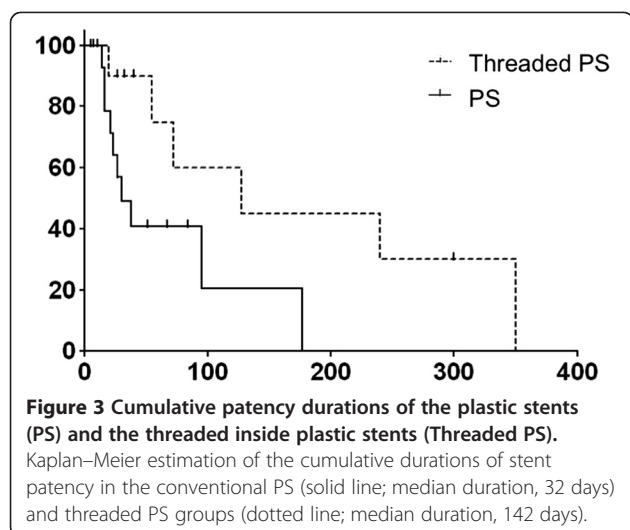 100
80
60
40
20
0
0 100 200 300 400
Threaded PS
PS
Figure 3 Cumulative patency durations of the plastic stents
(PS) and the threaded inside plastic stents (Threaded PS).
Kaplan–Meier estimation of the cumulative durations of stent
patency in the conventional PS (solid line; median duration, 32 days)
and threaded PS groups (dotted line; median duration, 142 days).